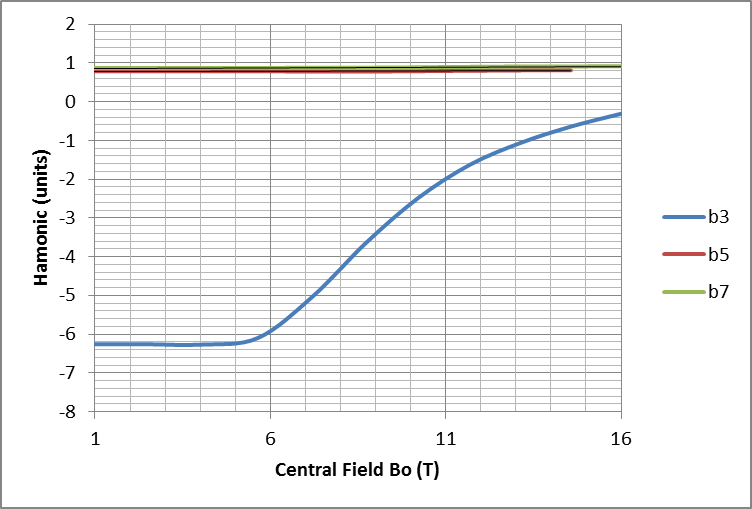 2
1
0
-1
-2
-3
-4
-5
-6
-7
-8
Hamonic (units)
1 6 11 16
Central Field Bo (T)
b3
b5
b7